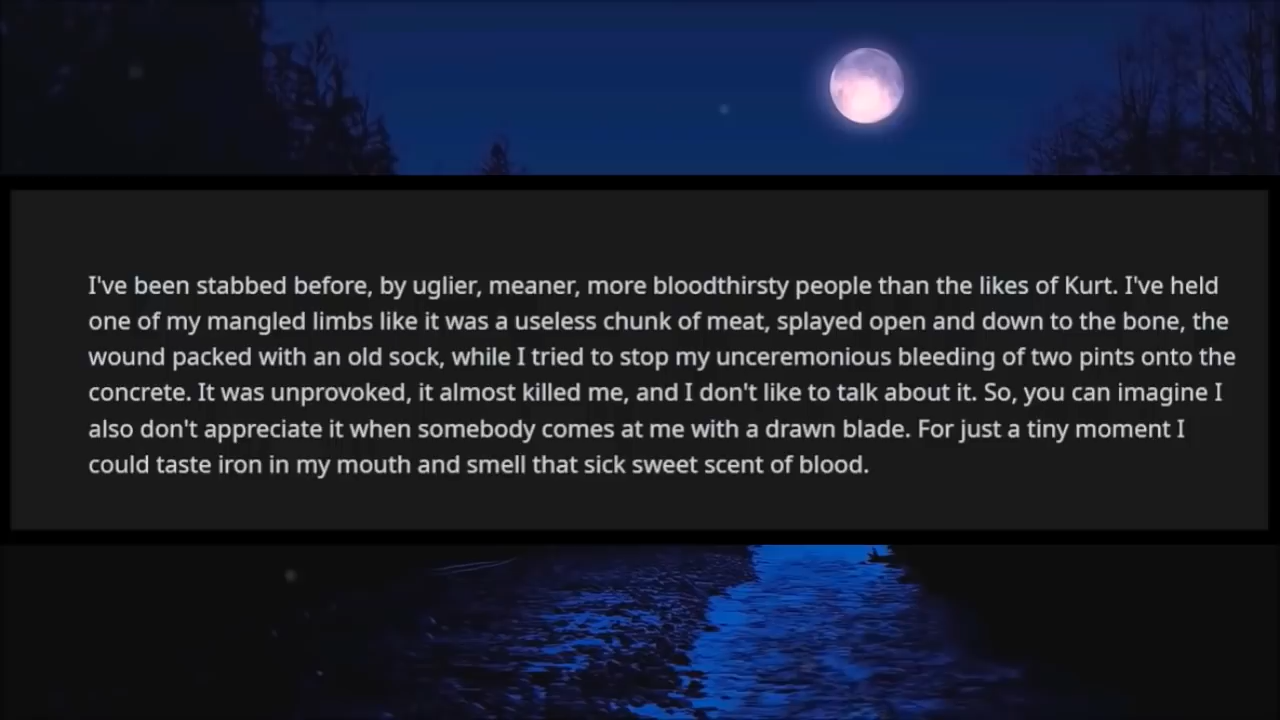 I've been stabbed before, by uglier, meaner, more bloodthirsty people than the likes of Kurt. I've held
one of my mangled limbs like it was a useless chunk of meat, splayed open and down to the bone, the
wound packed with an old sock, while I tried to stop my unceremonious bleeding of two pints onto the
concrete. It was unprovoked, it almost killed me, and I don't like to talk about it. So, you can imagine I
also don't appreciate it when somebody comes at me with a drawn blade. For just a tiny moment I
could taste iron in my mouth and smell that sick sweet scent of blood.